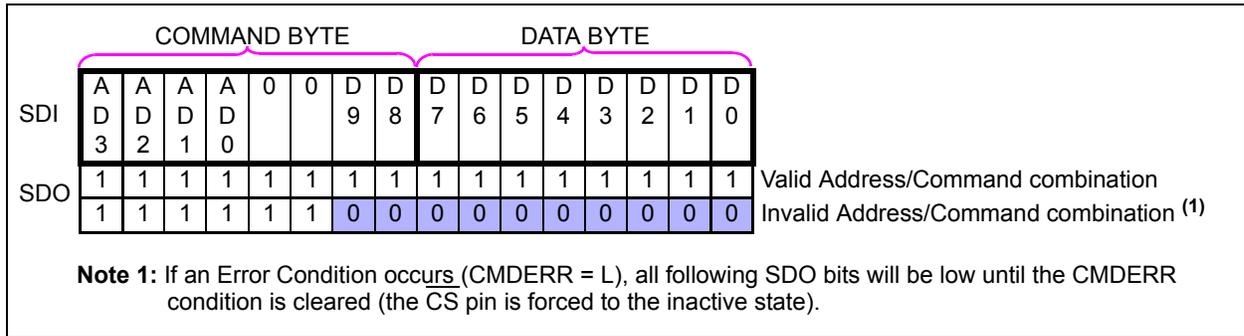 COMMAND BYTE DATA BYTE
SDI
A A A A 0 0 D D D D D D D D D D
D D D D 9 8 7 6 5 4 3 2 1 0
3 2 1 0
SDO
1 1 1 1 1 1 1 1 1 1 1 1 1 1 1 1 Valid Address/Command combination
1 1 1 1 1 1 0 0 0 0 0 0 0 0 0 0 Invalid Address/Command combination (1)
Note 1: If an Error Condition occurs (CMDERR = L), all following SDO bits will be low until the CMDERR
condition is cleared (the CS pin is forced to the inactive state).